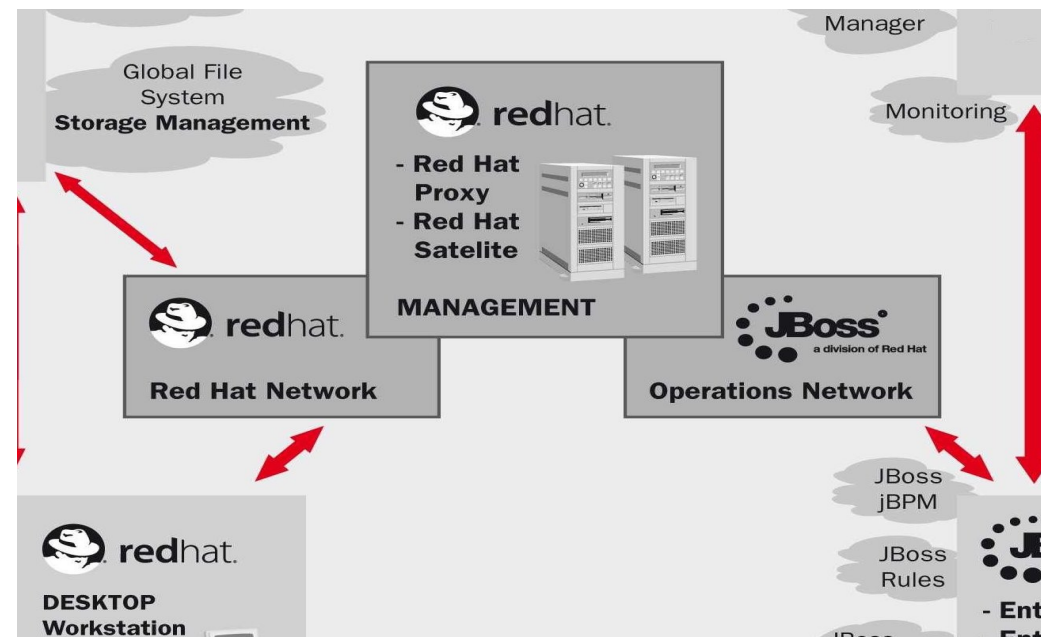 Manager
Global File
System
Storage Management
Monitoring
redhat.
- Red Hat
Proxy
- Red Hat
Satelite
MANAGEMENT
redhat.
Red Hat Network
JBoss
a division of Red Hat
Operations Network
JBoss
jBPM
JBoss
Rules
redhat.
DESKTOP
Workstation